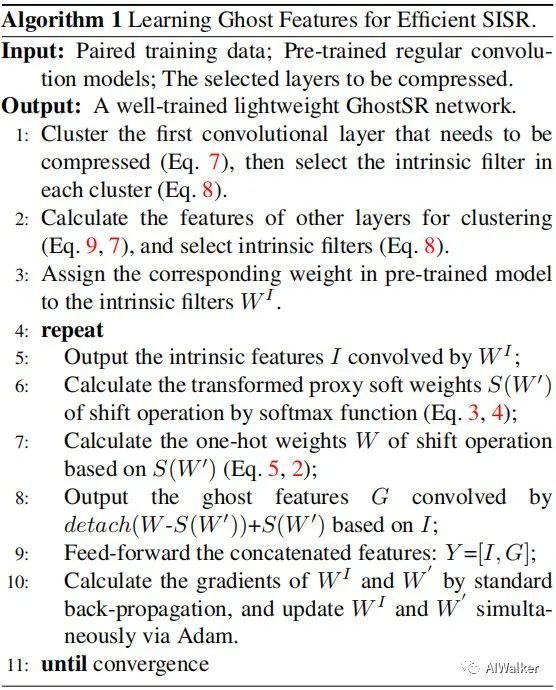 Algorithm 1 Learning Ghost Features for Efficient SISR.
Input: Paired training data; Pre-trained regular convolu-
tion models; The selected layers to be compressed.
Output: A well-trained lightweight GhostSR network.
1: Cluster the first convolutional layer that needs to be
compressed (Eq. 7), then select the intrinsic filter in
each cluster (Eq. 8).
2: Calculate the features of other layers for clustering
(Eq. 9, 7), and select intrinsic filters (Eq. 8).
3: Assign the corresponding weight in pre-trained model
to the intrinsic filters W^I.
4: repeat
5: Output the intrinsic features I convolved by W^I;
6: Calculate the transformed proxy soft weights S(W′)
of shift operation by softmax function (Eq. 3, 4);
7: Calculate the one-hot weights W of shift operation
based on S(W′) (Eq. 5, 2);
8: Output the ghost features G convolved by
detach(W-S(W′))+S(W′) based on I;
9: Feed-forward the concatenated features: Y=[I, G];
10: Calculate the gradients of W^I and W′ by standard
back-propagation, and update W^I and W′ simulta-
neously via Adam.
11: until convergence
AIWalker